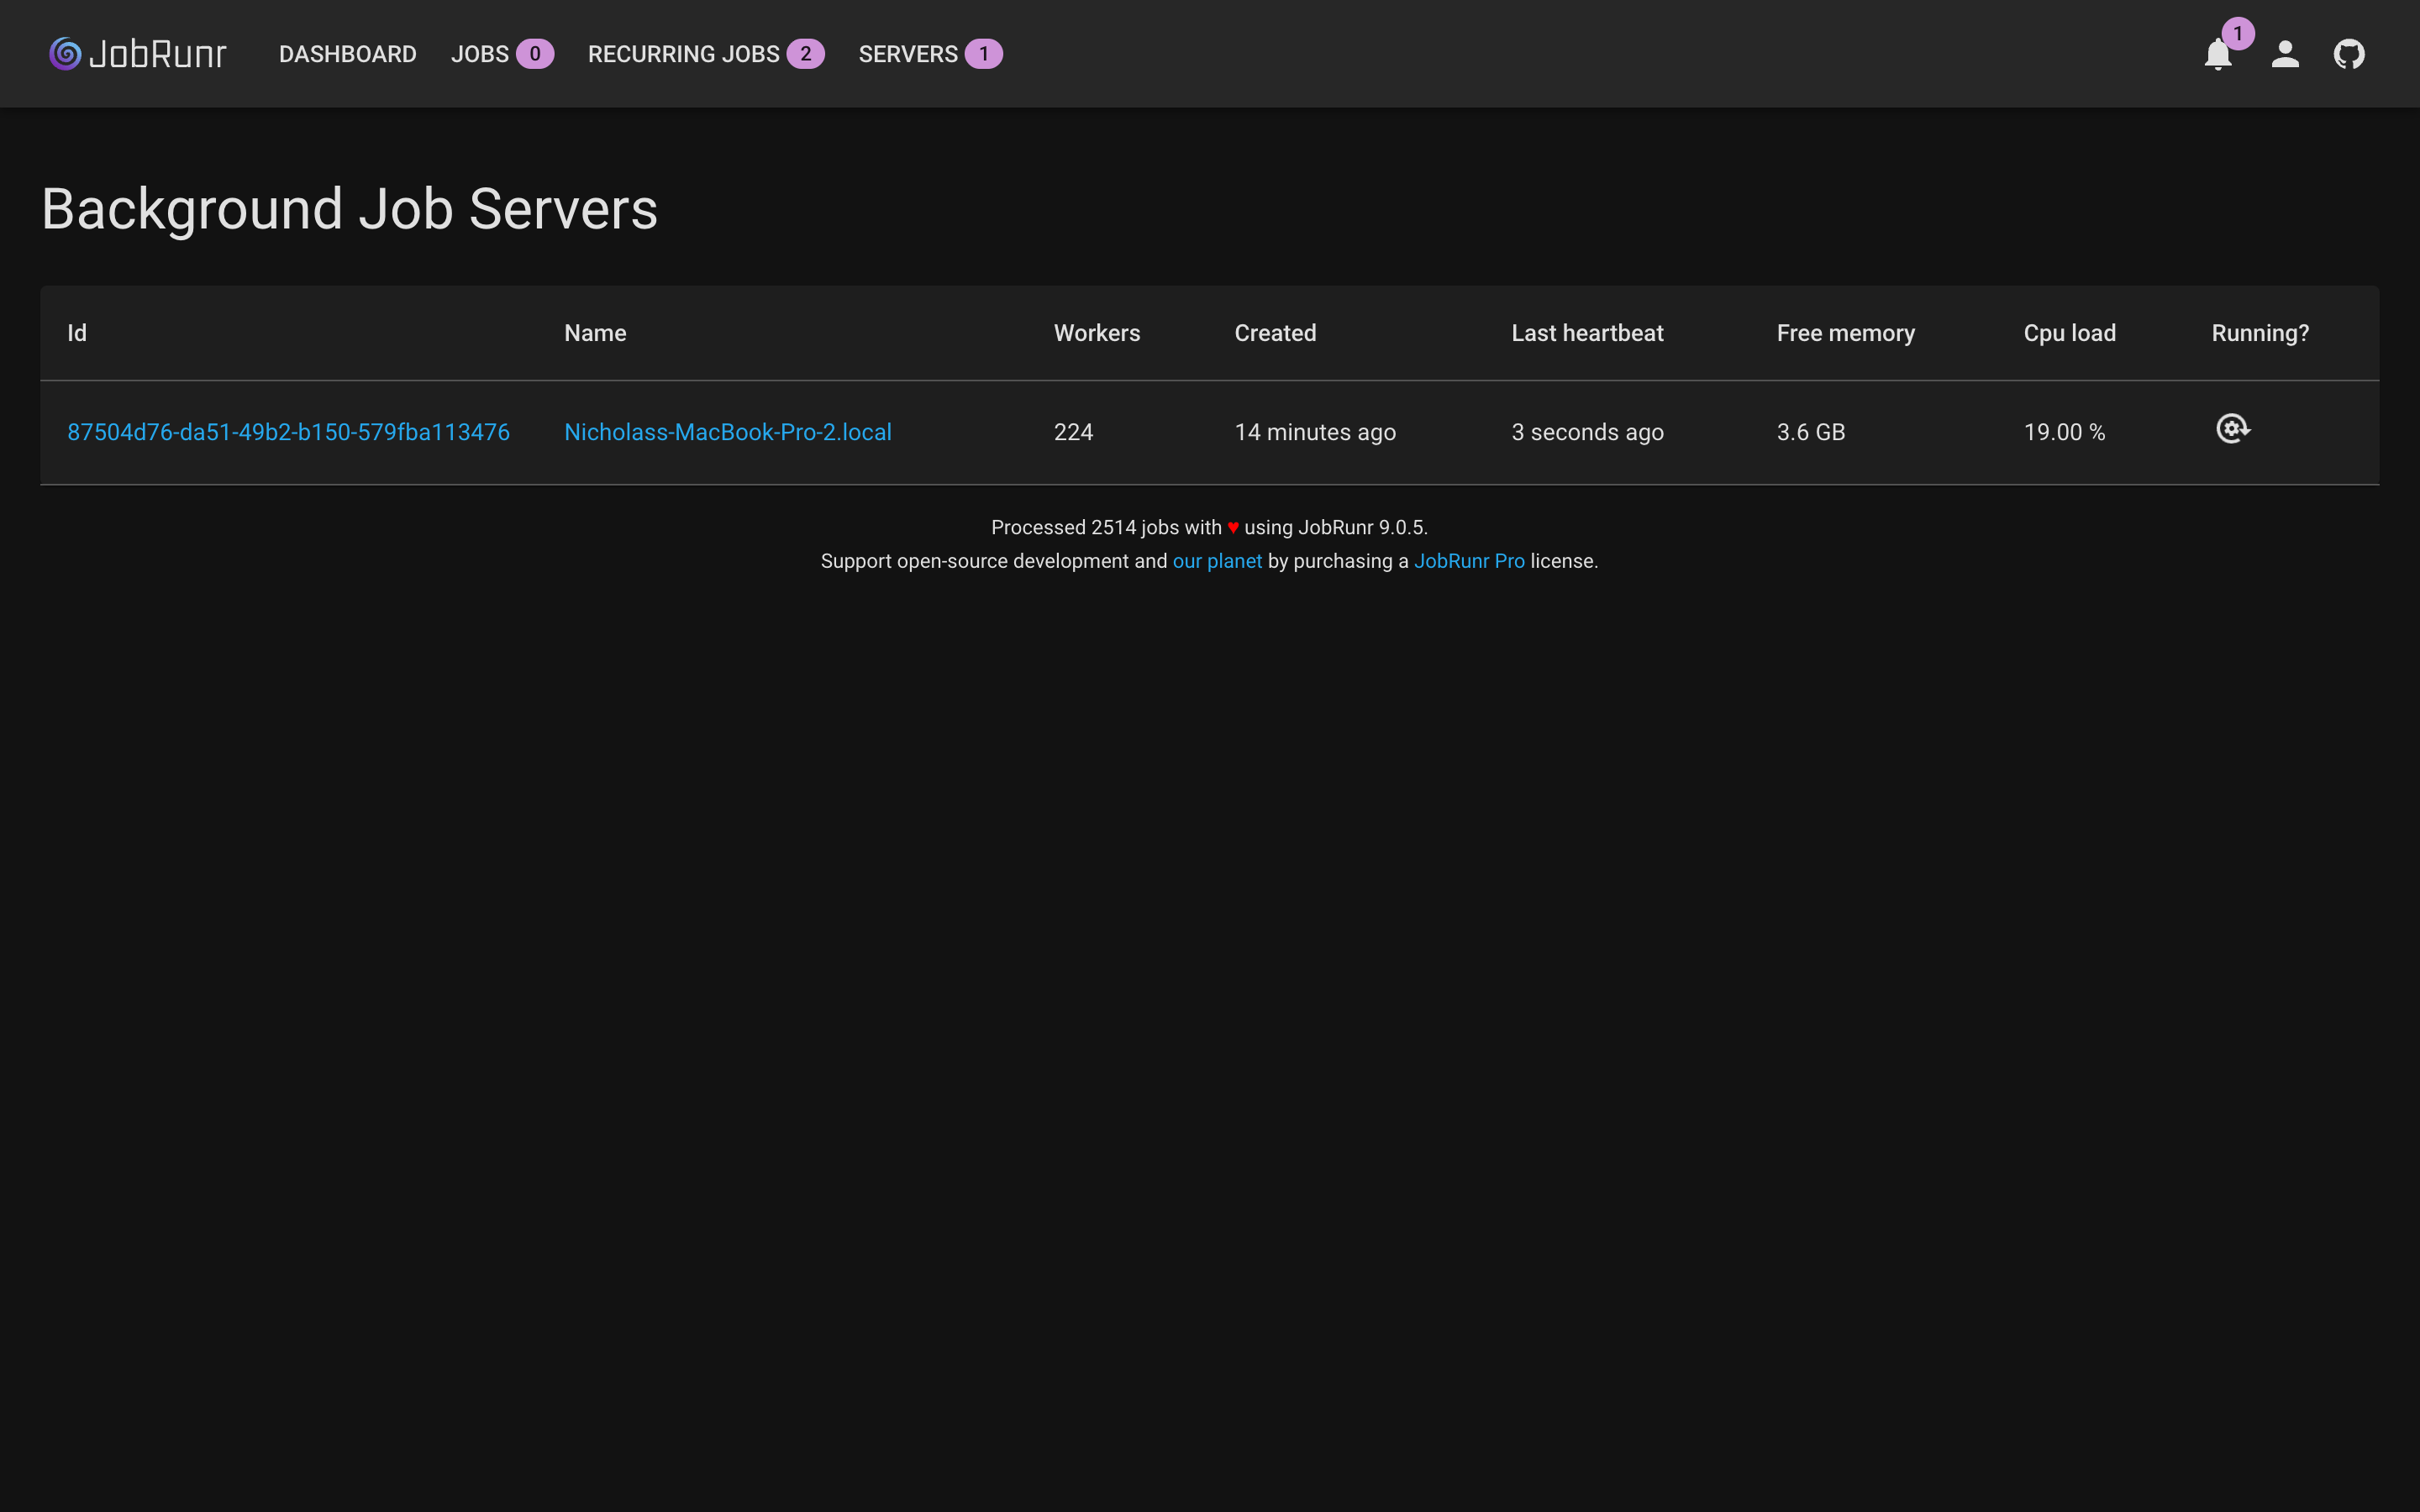 JobRunr DASHBOARD JOBS 0 RECURRING JOBS 2 SERVERS 1 1
Background Job Servers
Id Name Workers Created Last heartbeat Free memory Cpu load Running?
87504d76-da51-49b2-b150-579fba113476 Nicholass-MacBook-Pro-2.local 224 14 minutes ago 3 seconds ago 3.6 GB 19.00 %
Processed 2514 jobs with ♥ using JobRunr 9.0.5.
Support open-source development and our planet by purchasing a JobRunr Pro license.